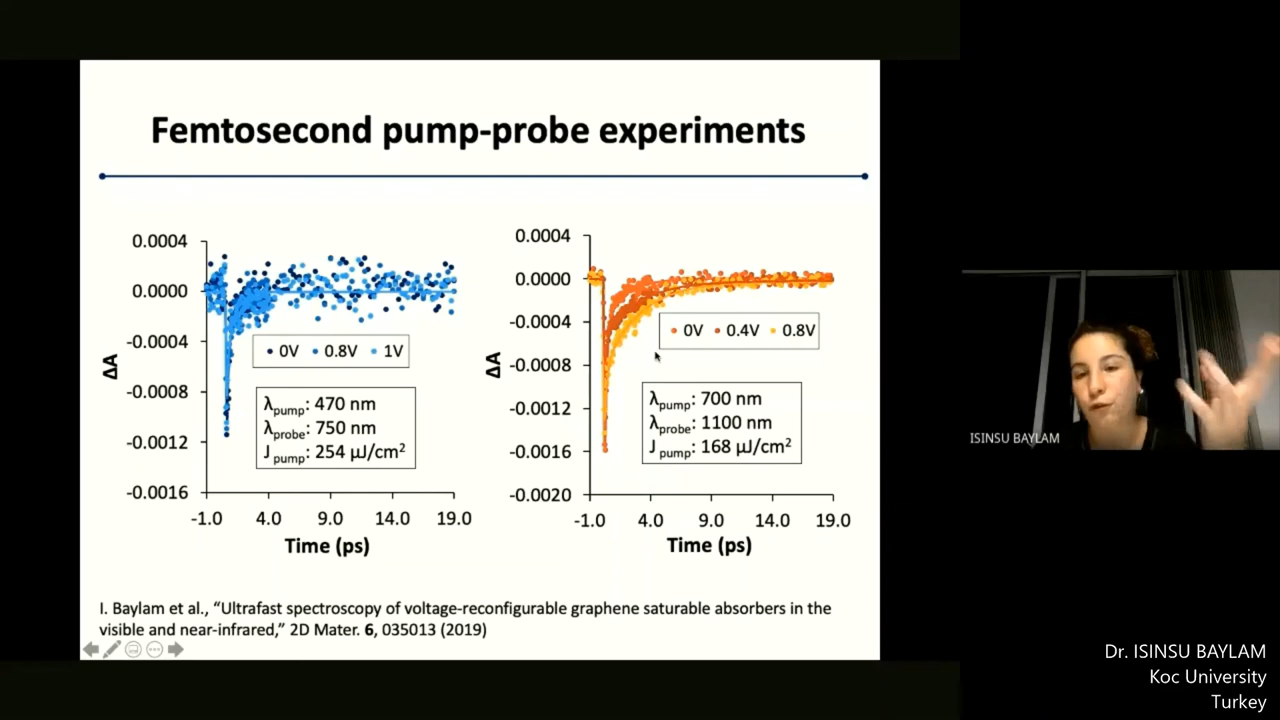 Femtosecond pump-probe experiments
0.0004
0.0000
-0.0004
-0.0008
-0.0012
-0.0016
ΔA
0V 0.8V 1V
λpump: 470 nm
λprobe: 750 nm
J pump: 254 µJ/cm²
-1.0 4.0 9.0 14.0 19.0
Time (ps)
0.0004
0.0000
-0.0004
-0.0008
-0.0012
-0.0016
-0.0020
ΔA
0V 0.4V 0.8V
λpump: 700 nm
λprobe: 1100 nm
J pump: 168 µJ/cm²
-1.0 4.0 9.0 14.0 19.0
Time (ps)
I. Baylam et al., “Ultrafast spectroscopy of voltage-reconfigurable graphene saturable absorbers in the
visible and near-infrared,” 2D Mater. 6, 035013 (2019)
ISINSU BAYLAM
Dr. ISINSU BAYLAM
Koc University
Turkey